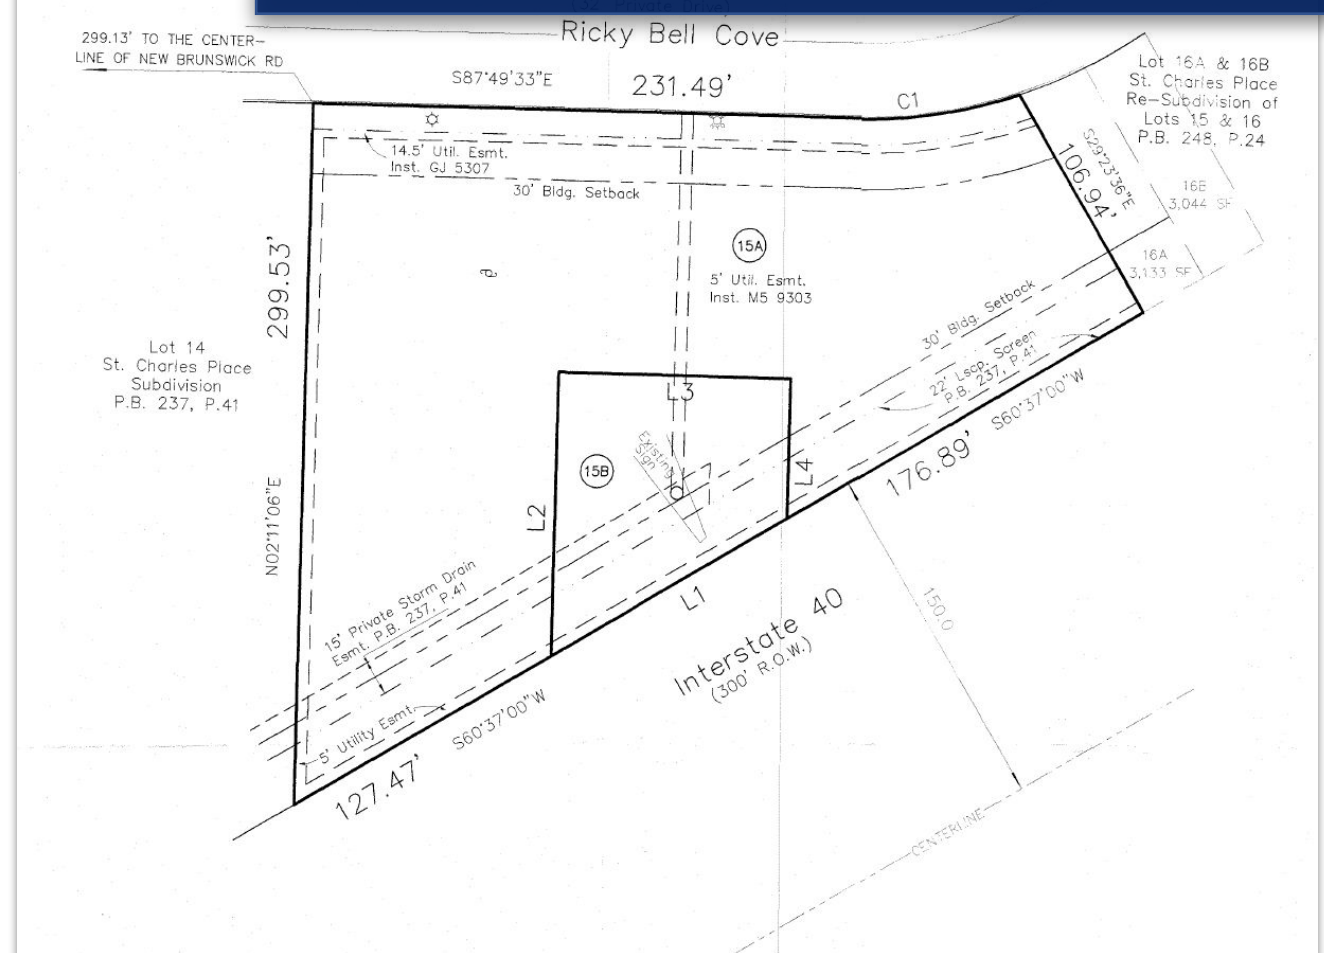 (32' Private Drive)
Ricky Bell Cove
299.13' TO THE CENTER-
LINE OF NEW BRUNSWICK RD
S87°49'33"E
231.49'
C1
Lot 16A & 16B
St. Charles Place
Re-Subdivision of
Lots 15 & 16
P.B. 248, P.24
14.5' Util. Esmt.
Inst. GJ 5307
30' Bldg. Setback
S29°23'36"E
106.94'
16B
3,044 SF
16A
3,133 SF
15A
5' Util. Esmt.
Inst. M5 9303
299.53'
N02°11'06"E
Lot 14
St. Charles Place
Subdivision
P.B. 237, P.41
30' Bldg. Setback
22' Lscp. Screen
P.B. 237, P.41
S60°37'00"W
176.89'
L3
Existing
Sign
15B
L4
L2
L1
15' Private Storm Drain
Esmt. P.B. 237, P.41
5' Utility Esmt.
S60°37'00"W
127.47'
Interstate 40
(300' R.O.W.)
150.0
CENTERLINE